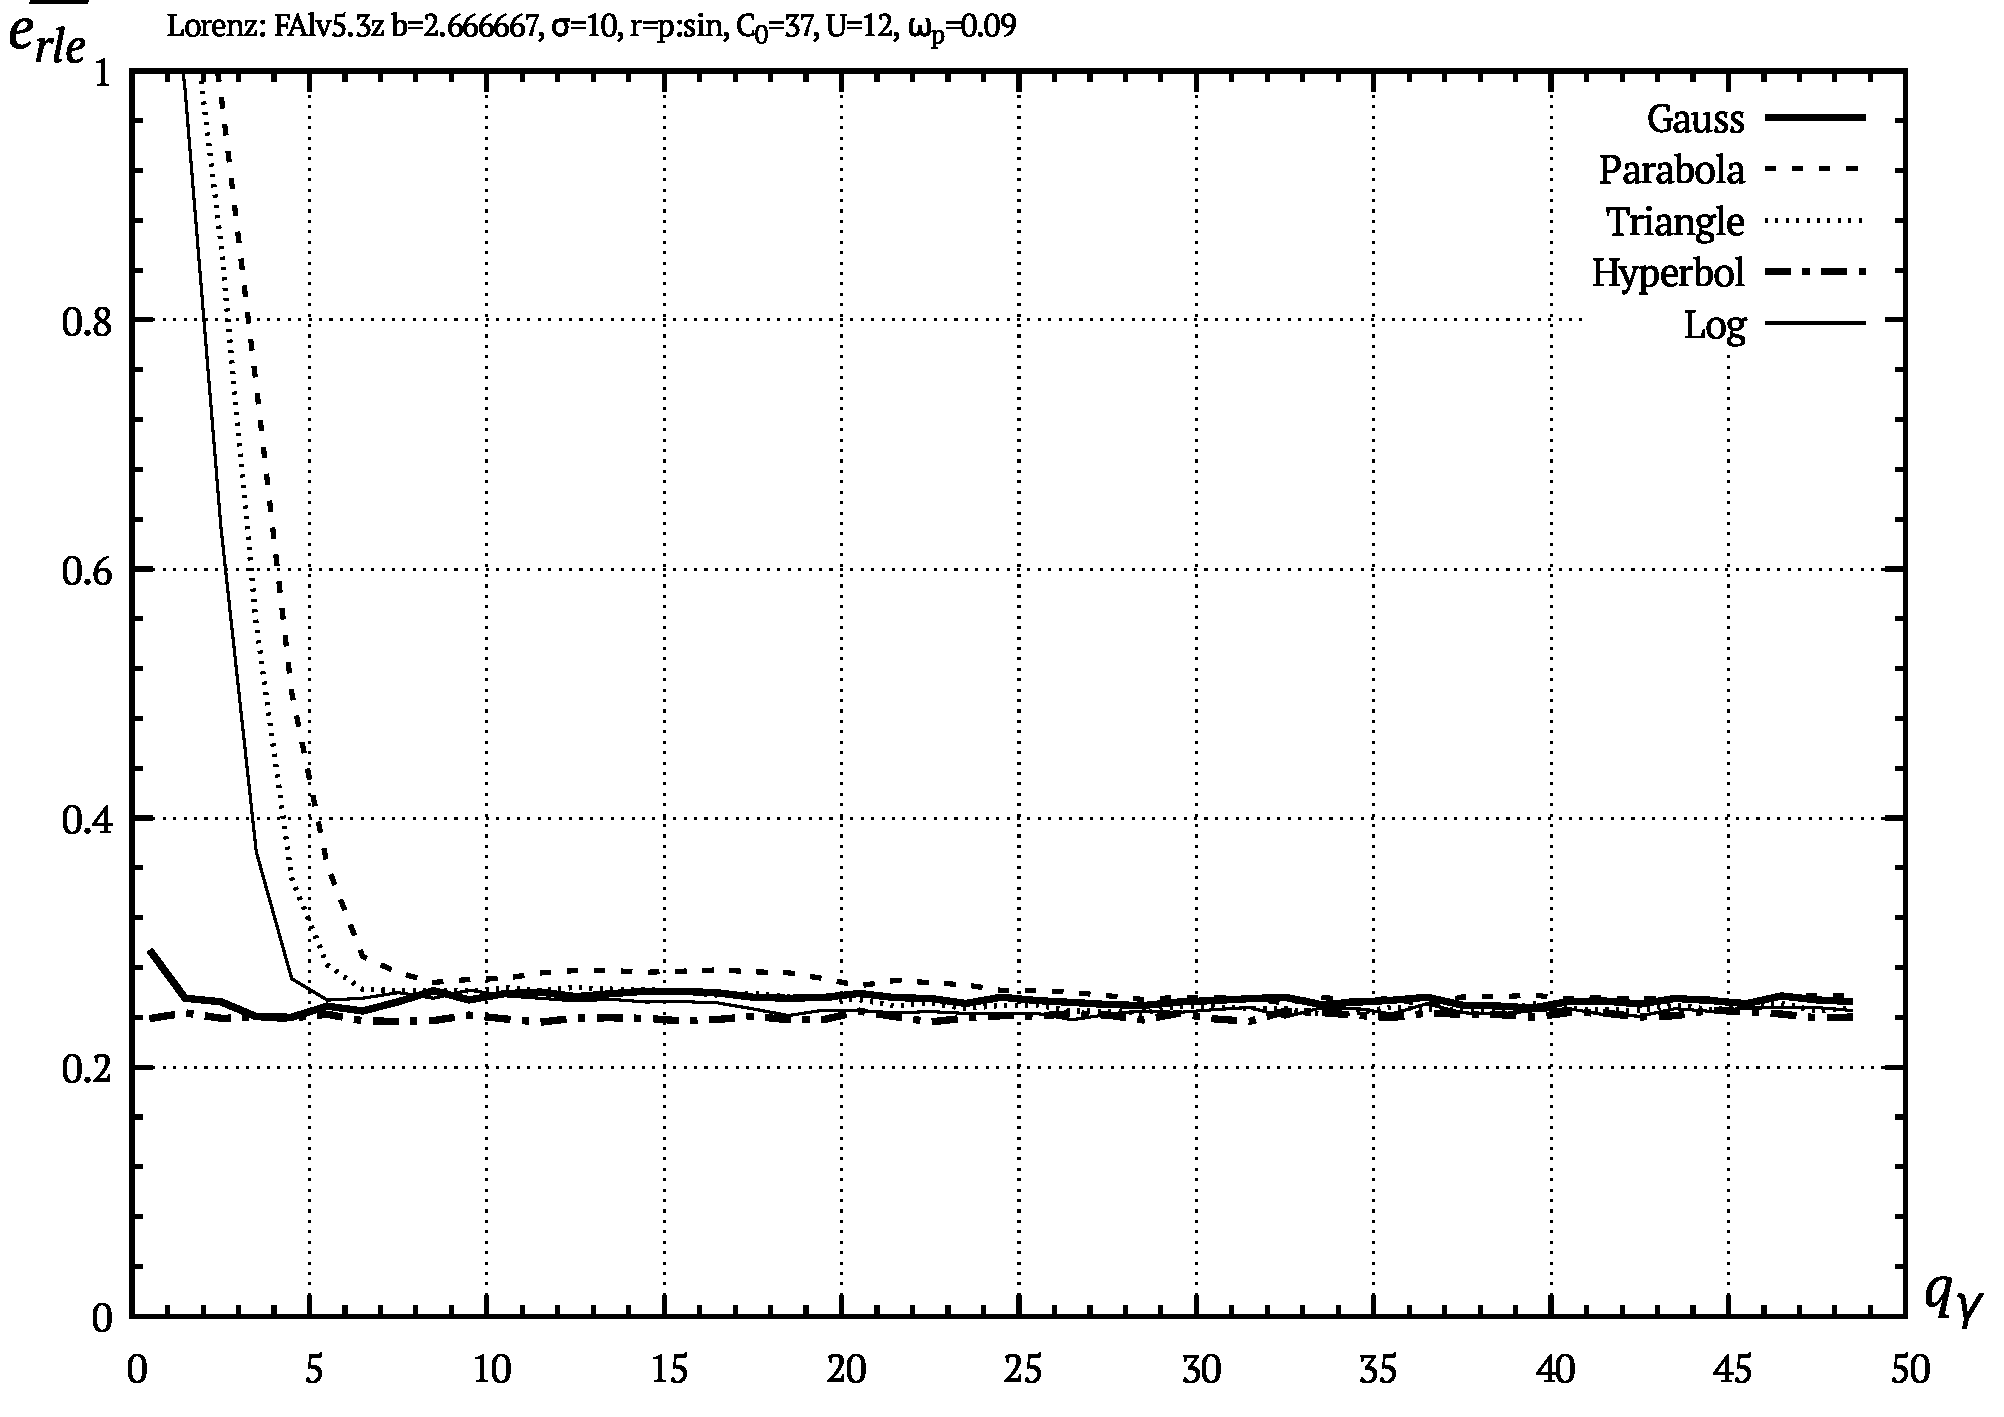 e_rle
Lorenz: FAlv5.3z b=2.666667, σ=10, r=p:sin, C₀=37, U=12, ωₚ=0.09
1
0.8
0.6
0.4
0.2
0
Gauss
Parabola
Triangle
Hyperbol
Log
q_γ
0 5 10 15 20 25 30 35 40 45 50